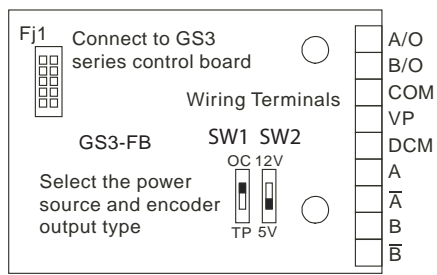 Fj1
Connect to GS3
series control board
Wiring Terminals
GS3-FB
SW1 SW2
OC 12V
TP 5V
Select the power
source and encoder
output type
A/O
B/O
COM
VP
DCM
A
A̅
B
B̅